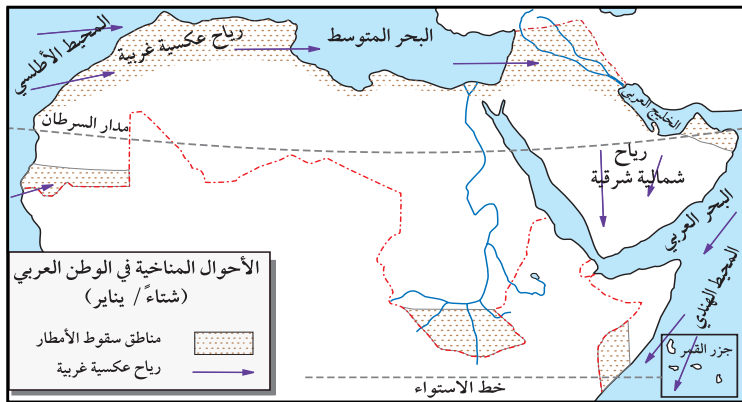 المحيط الأطلسي
رياح عكسية غربية
البحر المتوسط
الخليج العربي
مدار السرطان
رياح
شمالية شرقية
البحر العربي
المحيط الهندي
الأحوال المناخية في الوطن العربي
(شتاءً / يناير)
مناطق سقوط الأمطار
رياح عكسية غربية
جزر القمر
خط الاستواء